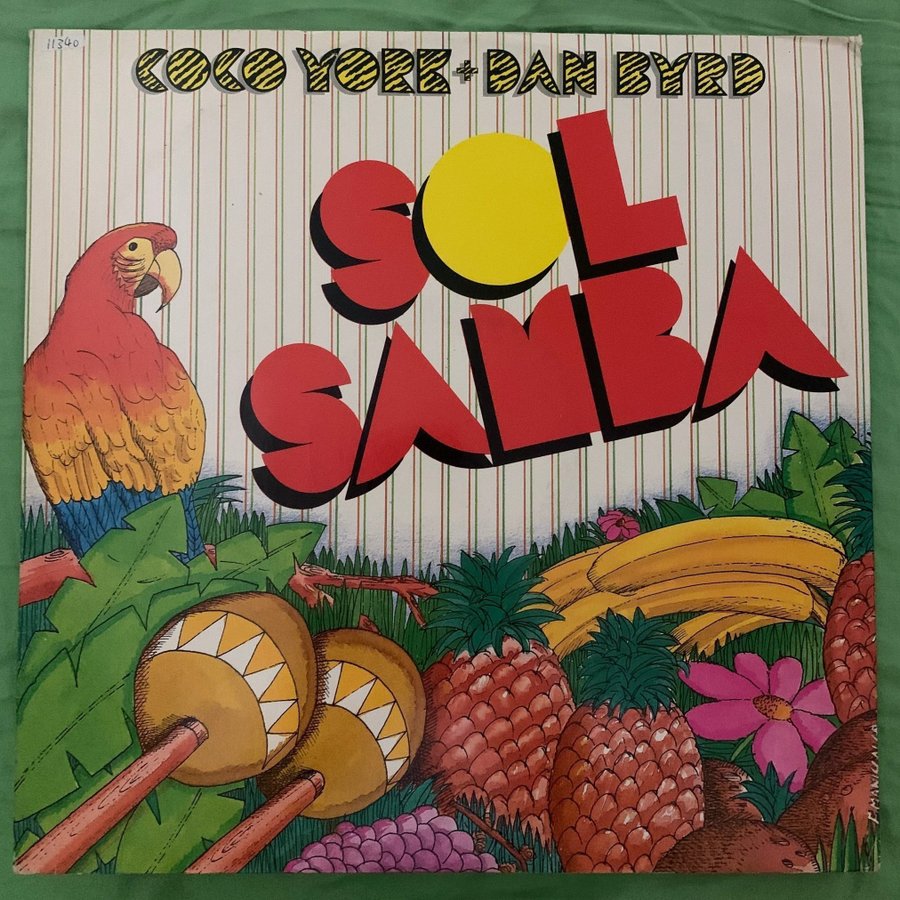 11340
COCO YORK + DAN BYRD
SOL
SAMBA